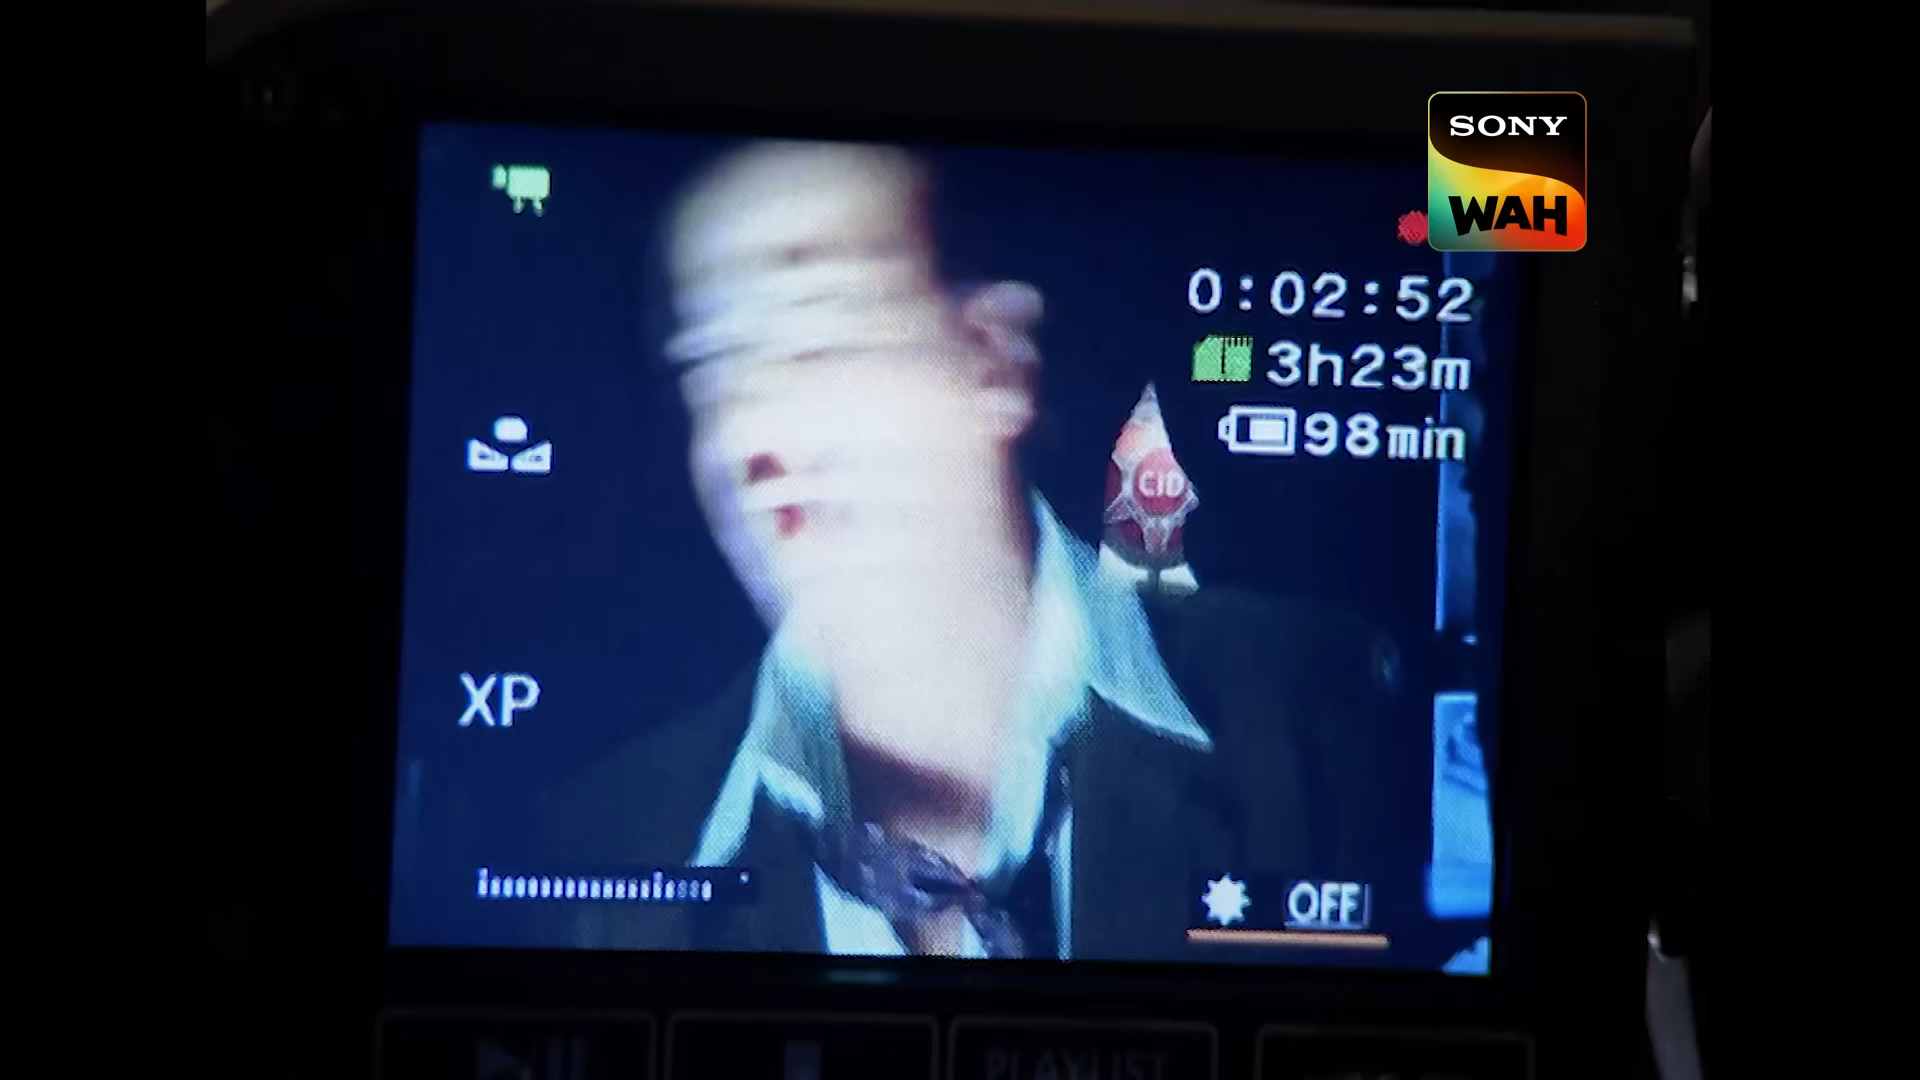 SONY
WAH
0:02:52
3h23m
98min
CID
XP
OFF
PLAYLIST